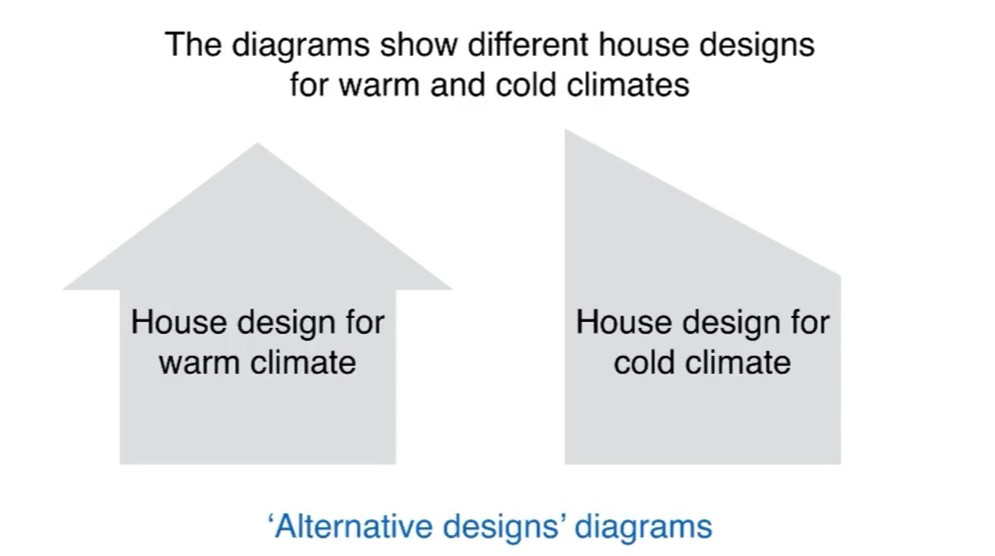 The diagrams show different house designs
for warm and cold climates
House design for
warm climate
House design for
cold climate
‘Alternative designs’ diagrams